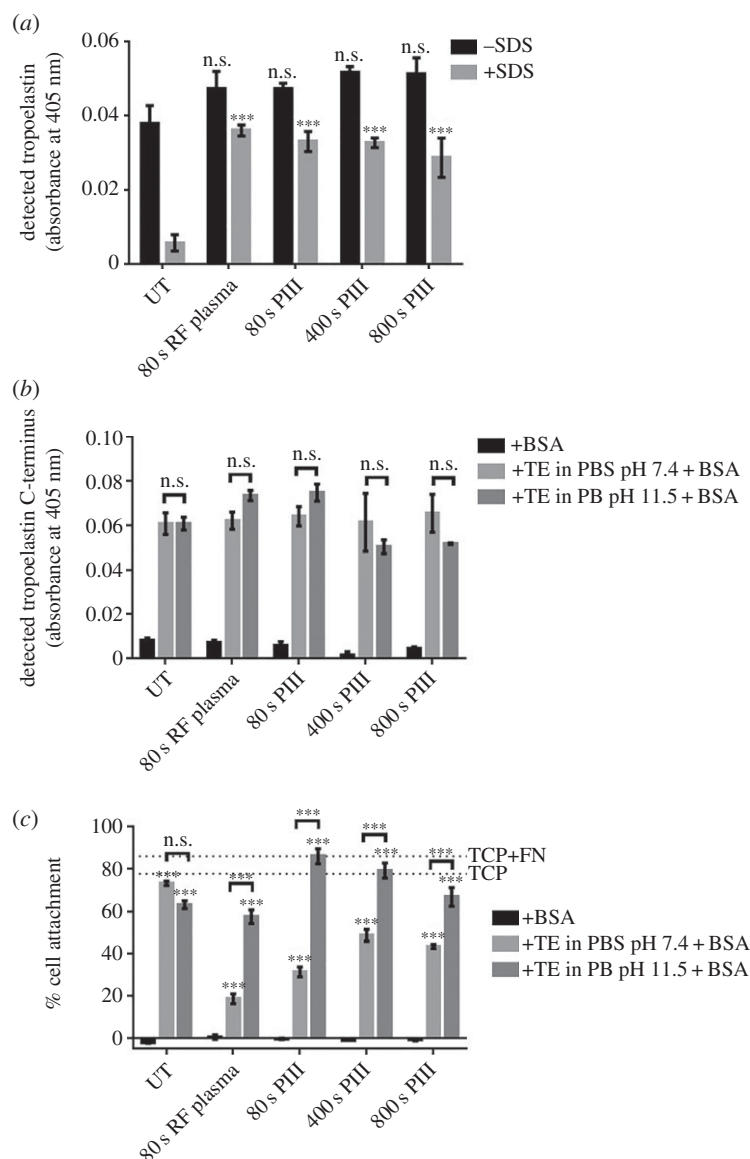 (a)
detected tropoelastin
(absorbance at 405 nm)
0.06
0.04
0.02
0
n.s.
n.s.
n.s.
n.s.
***
***
***
***
–SDS
+SDS
UT
80 s RF plasma
80 s PIII
400 s PIII
800 s PIII
(b)
detected tropoelastin C-terminus
(absorbance at 405 nm)
0.10
0.08
0.06
0.04
0.02
0
n.s.
n.s.
n.s.
n.s.
n.s.
+BSA
+TE in PBS pH 7.4 + BSA
+TE in PB pH 11.5 + BSA
UT
80 s RF plasma
80 s PIII
400 s PIII
800 s PIII
(c)
% cell attachment
100
80
60
40
20
0
n.s.
***
***
***
***
***
***
***
***
***
***
***
***
***
***
TCP+FN
TCP
+BSA
+TE in PBS pH 7.4 + BSA
+TE in PB pH 11.5 + BSA
UT
80 s RF plasma
80 s PIII
400 s PIII
800 s PIII